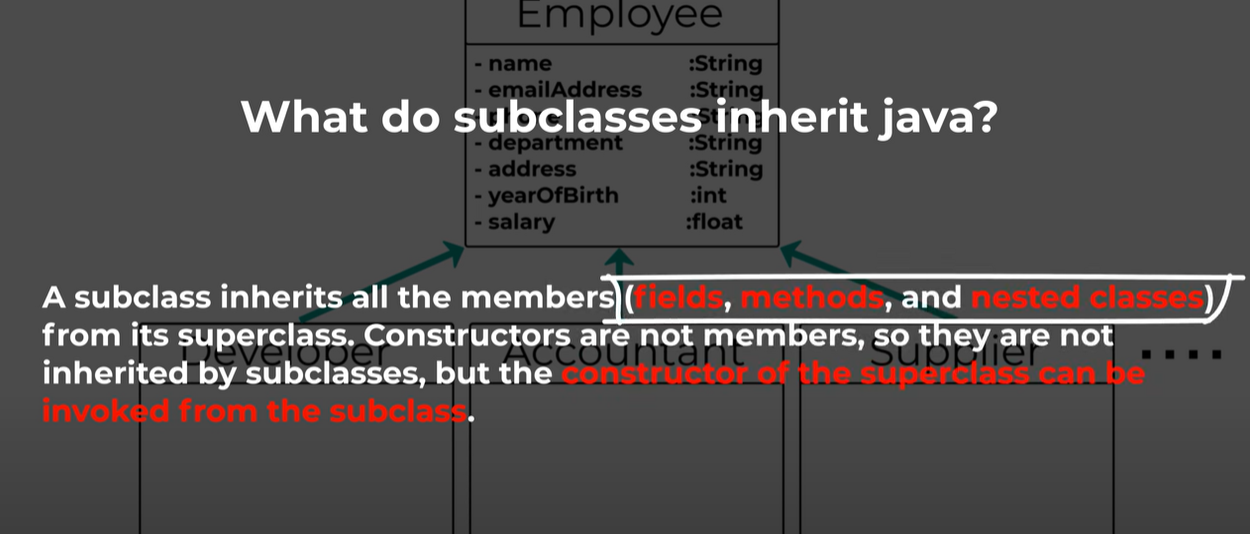 Employee
- name :String
- emailAddress :String
What do subclasses inherit java?
- department :String
- address :String
- yearOfBirth :int
- salary :float
A subclass inherits all the members (fields, methods, and nested classes)
from its superclass. Constructors are not members, so they are not
Developer Accountant Supplier ....
inherited by subclasses, but the constructor of the superclass can be
invoked from the subclass.